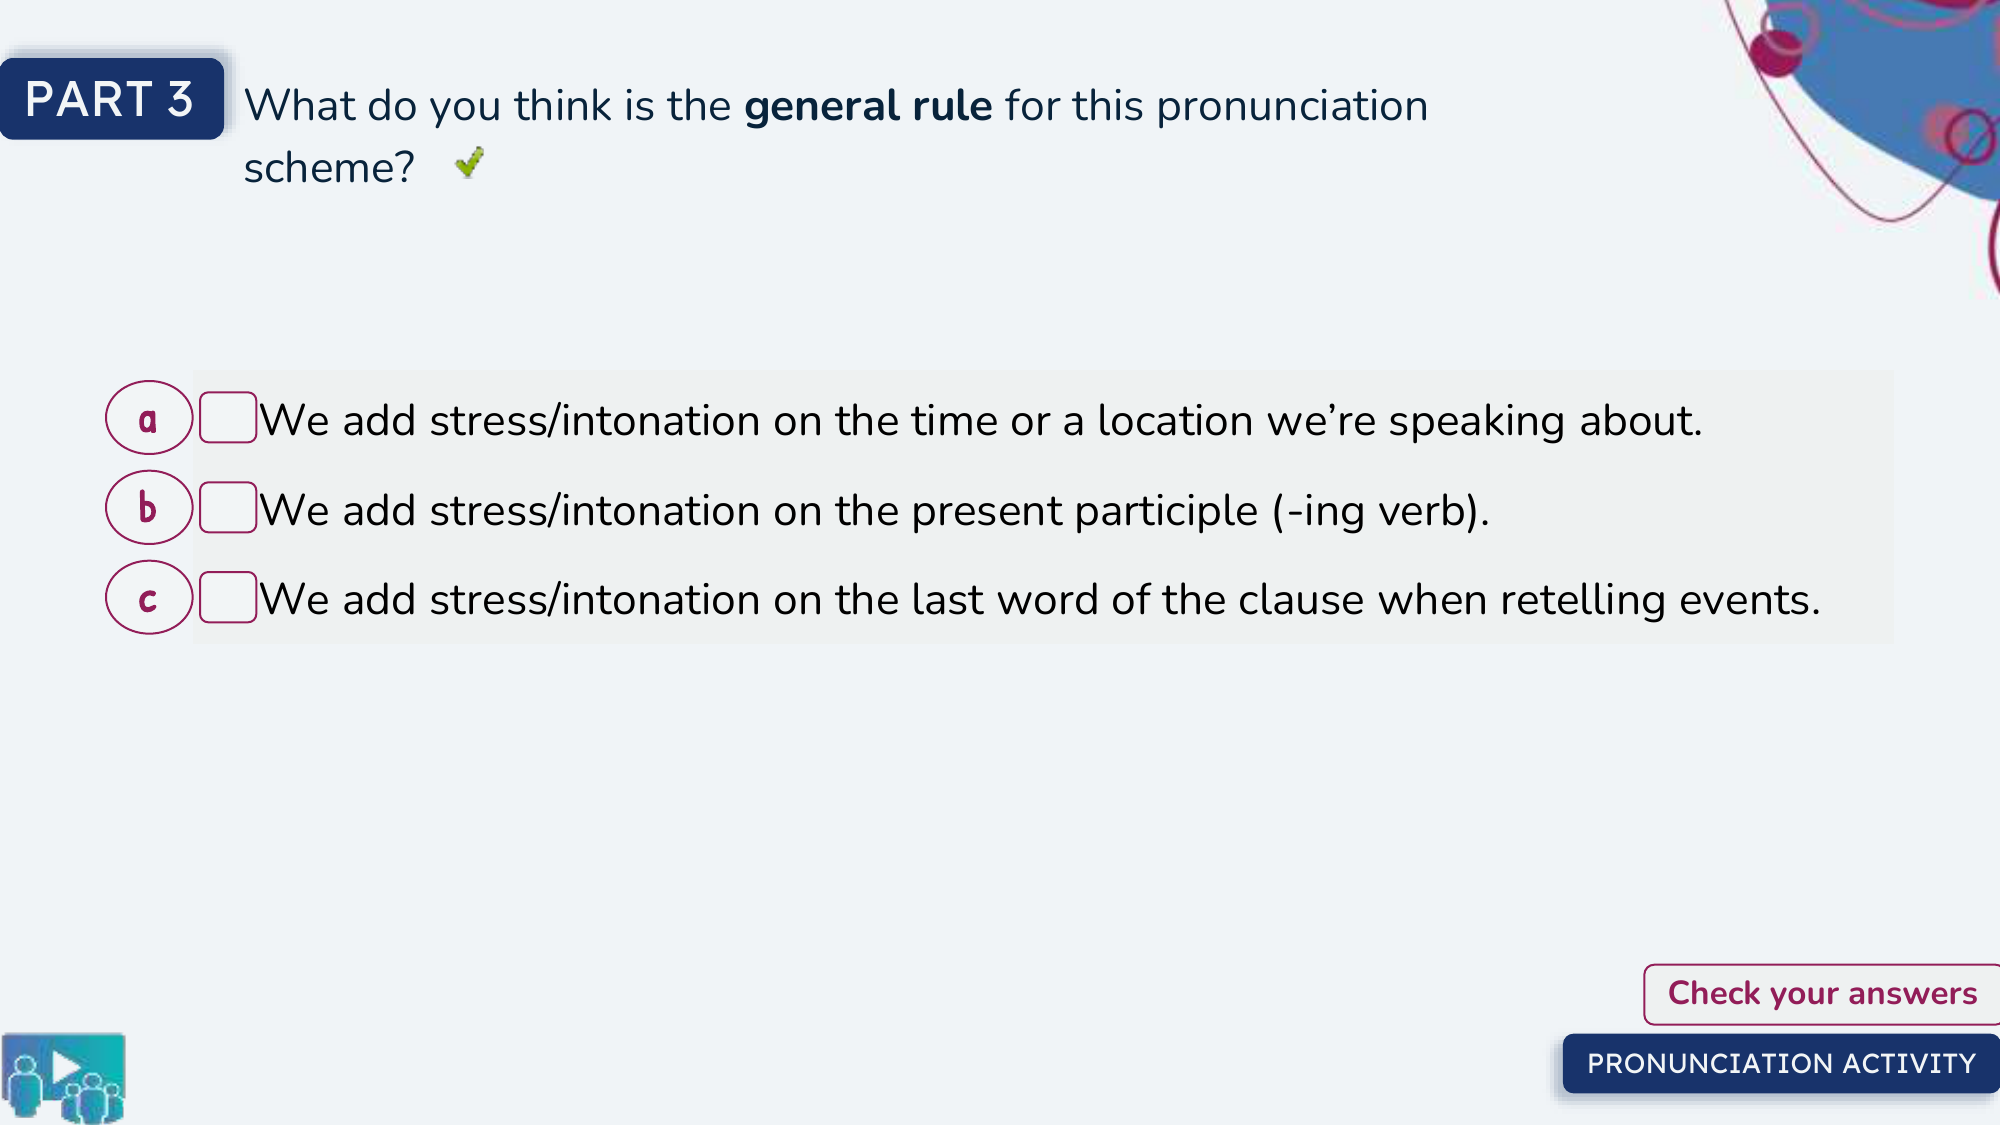 PART 3
What do you think is the general rule for this pronunciation
scheme?
a We add stress/intonation on the time or a location we’re speaking about.
b We add stress/intonation on the present participle (-ing verb).
c We add stress/intonation on the last word of the clause when retelling events.
Check your answers
PRONUNCIATION ACTIVITY